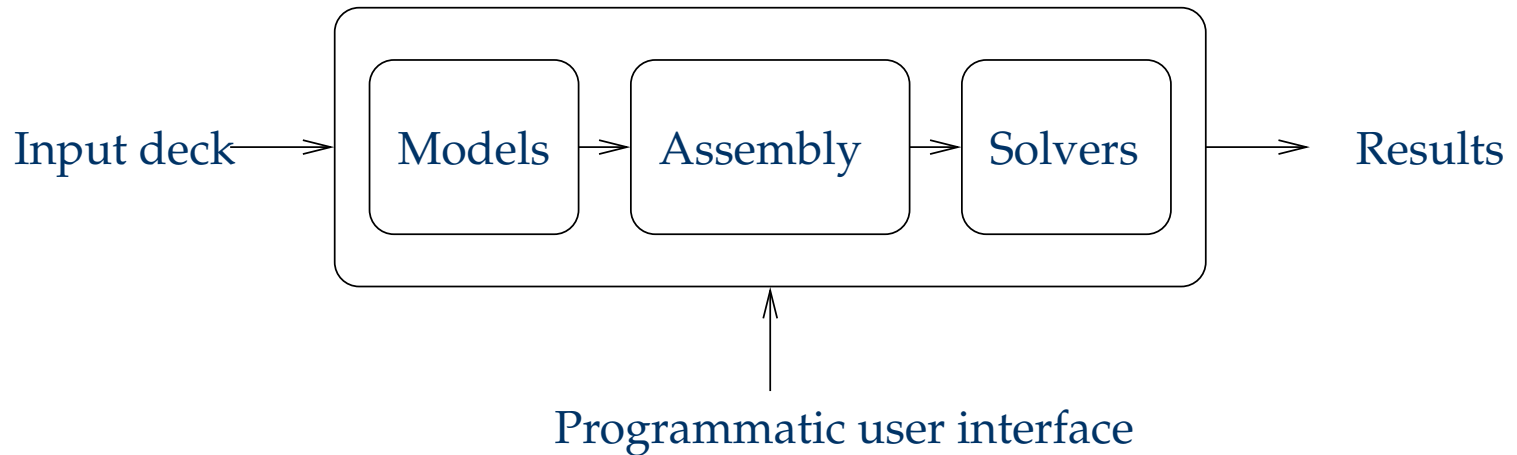 Input deck
Models
Assembly
Solvers
Results
Programmatic user interface